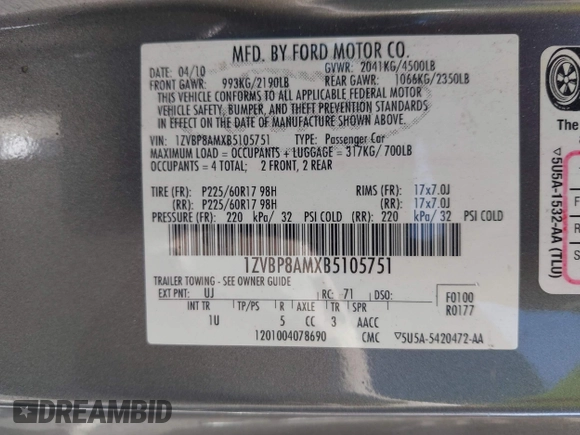 MFD. BY FORD MOTOR CO.
DATE: 04/10 GVWR: 2041KG/4500LB
FRONT GAWR: 993KG/2190LB REAR GAWR: 1066KG/2350LB
THIS VEHICLE CONFORMS TO ALL APPLICABLE FEDERAL MOTOR
VEHICLE SAFETY, BUMPER, AND THEFT PREVENTION STANDARDS
IN EFFECT ON THE DATE OF MANUFACTURE SHOWN ABOVE.
VIN: 1ZVBP8AMXB5105751 TYPE: Passenger Car
MAXIMUM LOAD = OCCUPANTS + LUGGAGE = 317KG/700LB
OCCUPANTS = 4 TOTAL; 2 FRONT, 2 REAR
TIRE (FR): P225/60R17 98H RIMS (FR): 17x7.0J
(RR): P225/60R17 98H (RR): 17x7.0J
PRESSURE (FR): 220 kPa/ 32 PSI COLD (RR): 220 kPa/ 32 PSI COLD
1ZVBP8AMXB5105751
TRAILER TOWING - SEE OWNER GUIDE
EXT PNT: UJ RC: 71 DSO:
F0100
R0177
INT TR TP/PS R AXLE TR SPR
1U 5 CC 3 AACC
1201004078690 CMC ▽5U5A-5420472-AA
The
▽5U5A-1532-AA (TLU)
F
R
S
DREAMBID